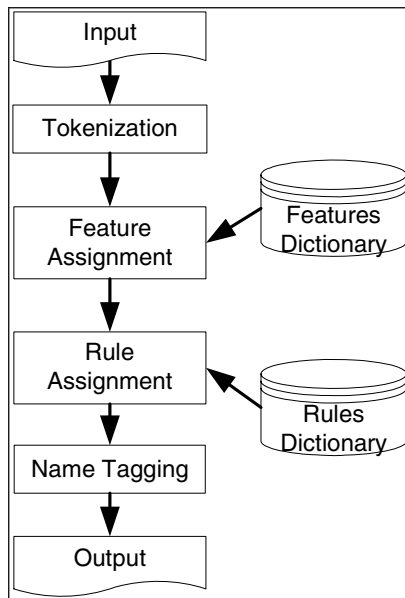 Input
Tokenization
Feature
Assignment
Features
Dictionary
Rule
Assignment
Rules
Dictionary
Name Tagging
Output